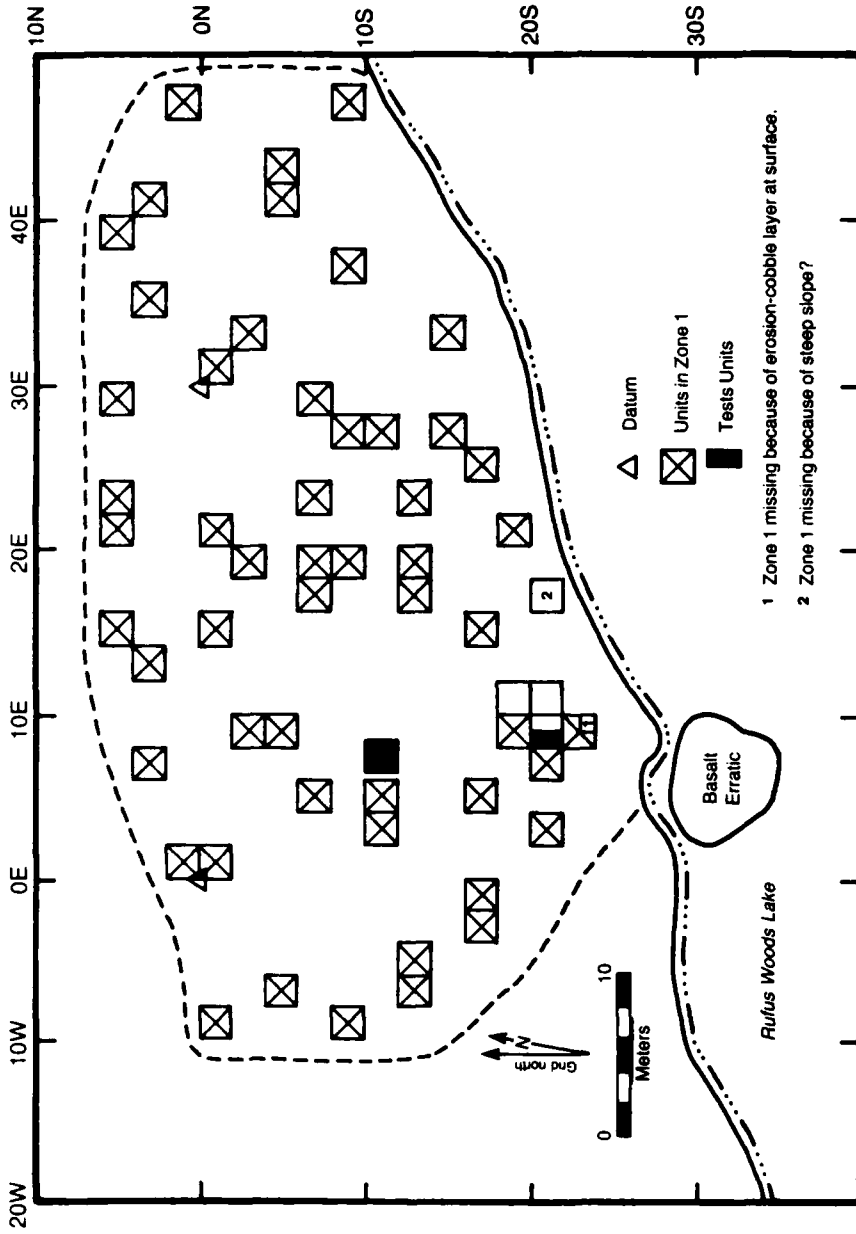 20W
10W
0E
10E
20E
30E
40E
10N
0N
10S
20S
30S
Grid north
N
0
10
Meters
Rufus Woods Lake
Basalt
Erratic
1
2
Datum
Units in Zone 1
Tests Units
1 Zone 1 missing because of erosion-cobble layer at surface.
2 Zone 1 missing because of steep slope?